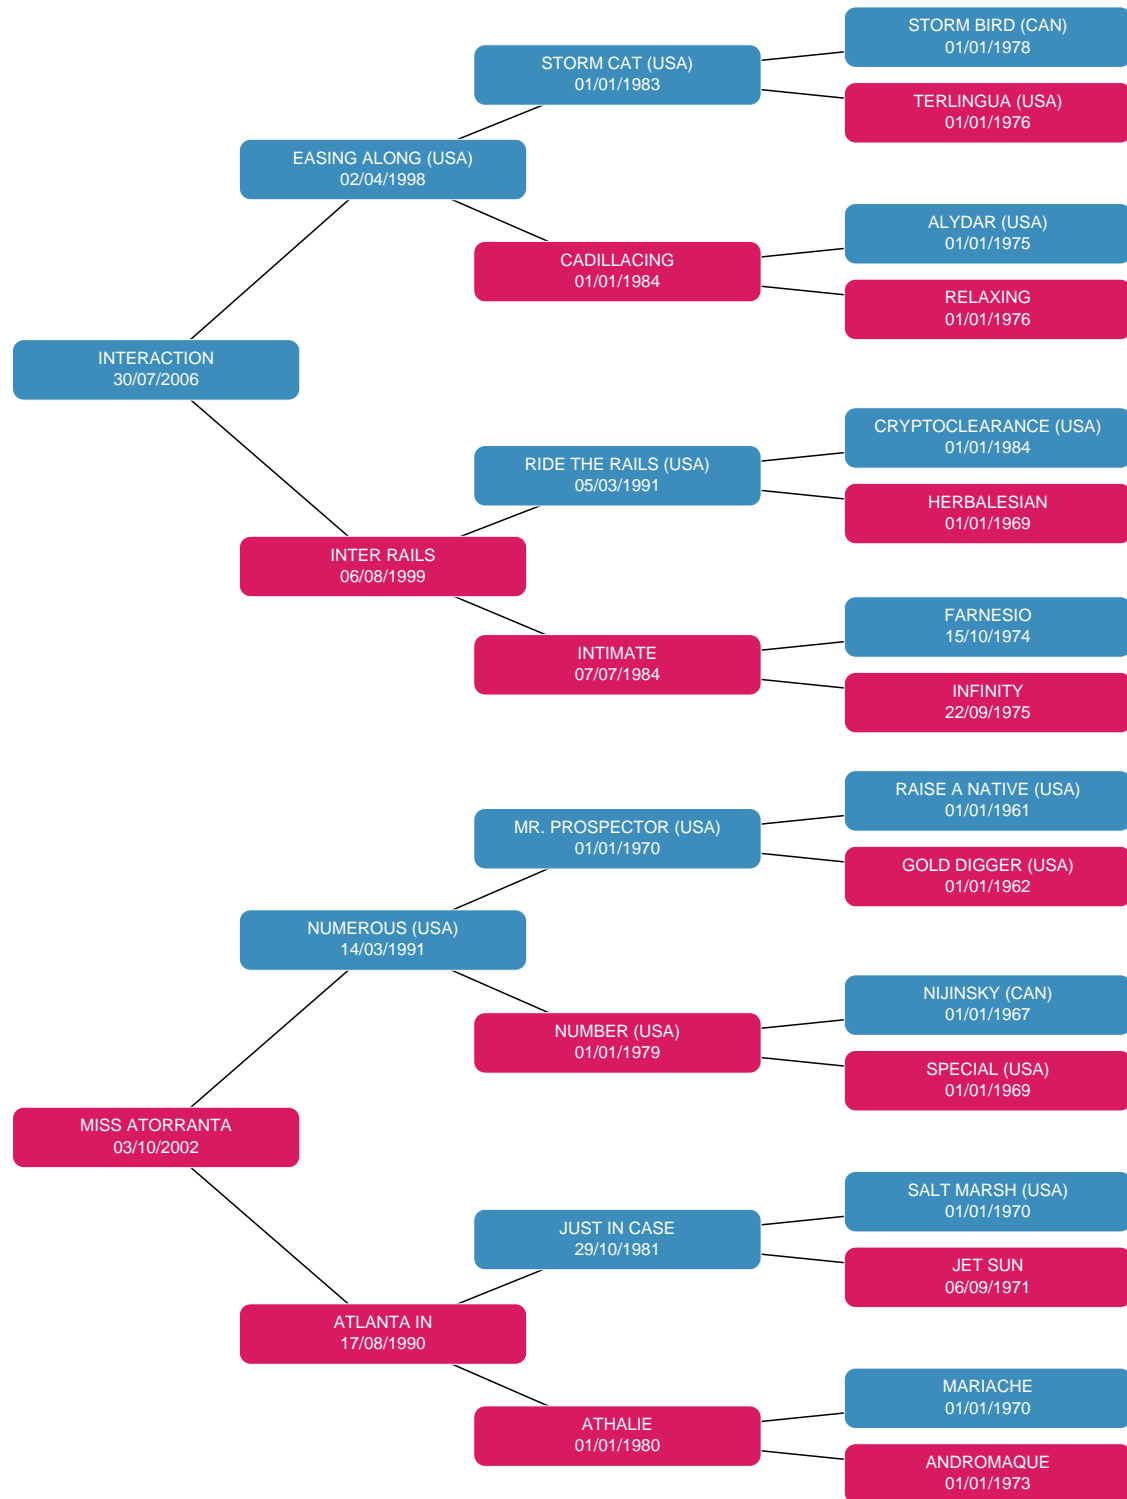 STORM BIRD (CAN)
01/01/1978
STORM CAT (USA)
01/01/1983
TERLINGUA (USA)
01/01/1976
EASING ALONG (USA)
02/04/1998
ALYDAR (USA)
01/01/1975
CADILLACING
01/01/1984
RELAXING
01/01/1976
INTERACTION
30/07/2006
CRYPTOCLEARANCE (USA)
01/01/1984
RIDE THE RAILS (USA)
05/03/1991
HERBALESIAN
01/01/1969
INTER RAILS
06/08/1999
FARNESIO
15/10/1974
INTIMATE
07/07/1984
INFINITY
22/09/1975
RAISE A NATIVE (USA)
01/01/1961
MR. PROSPECTOR (USA)
01/01/1970
GOLD DIGGER (USA)
01/01/1962
NUMEROUS (USA)
14/03/1991
NIJINSKY (CAN)
01/01/1967
NUMBER (USA)
01/01/1979
SPECIAL (USA)
01/01/1969
MISS ATORRANTA
03/10/2002
SALT MARSH (USA)
01/01/1970
JUST IN CASE
29/10/1981
JET SUN
06/09/1971
ATLANTA IN
17/08/1990
MARIACHE
01/01/1970
ATHALIE
01/01/1980
ANDROMAQUE
01/01/1973